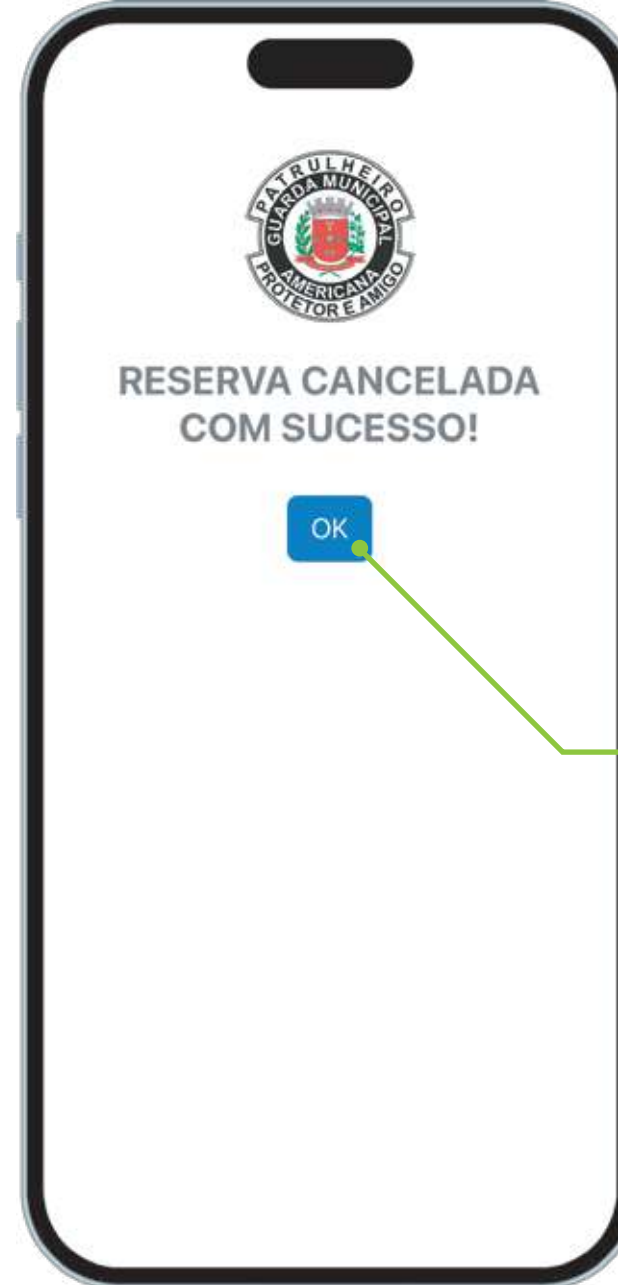 PATRULHEIRO
GUARDA MUNICIPAL
AMERICANA
PROTETOR E AMIGO
RESERVA CANCELADA
COM SUCESSO!
OK